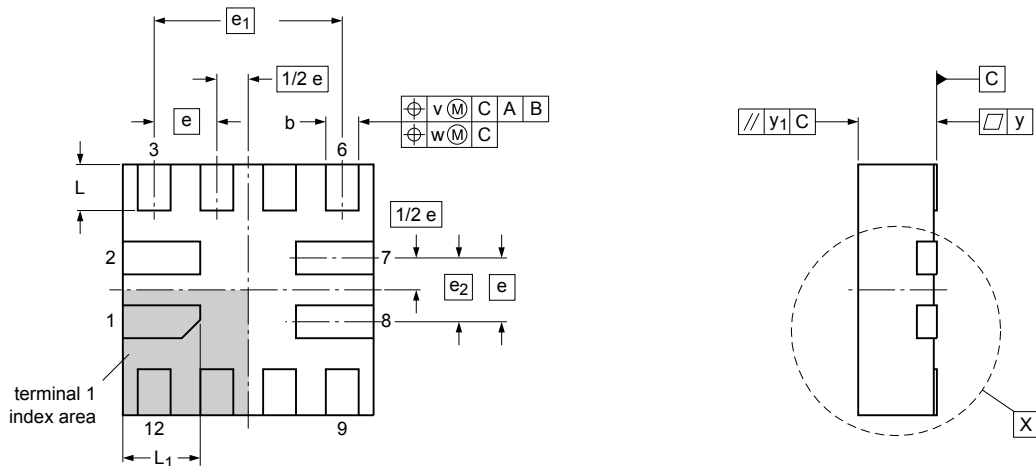 e1
1/2 e
C
e
b
v M C A B
// y1 C
y
w M C
3
6
L
1/2 e
2
7
e2
e
1
8
terminal 1
index area
12
9
X
L1